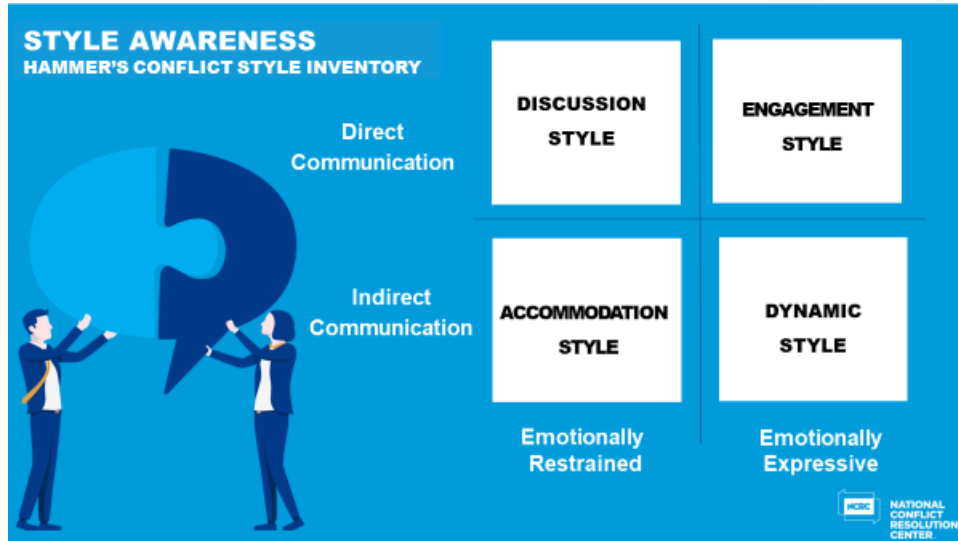 STYLE AWARENESS
HAMMER'S CONFLICT STYLE INVENTORY
Direct
Communication
DISCUSSION
STYLE
ENGAGEMENT
STYLE
Indirect
Communication
ACCOMMODATION
STYLE
DYNAMIC
STYLE
Emotionally
Restrained
Emotionally
Expressive
NCRC
NATIONAL
CONFLICT
RESOLUTION
CENTER